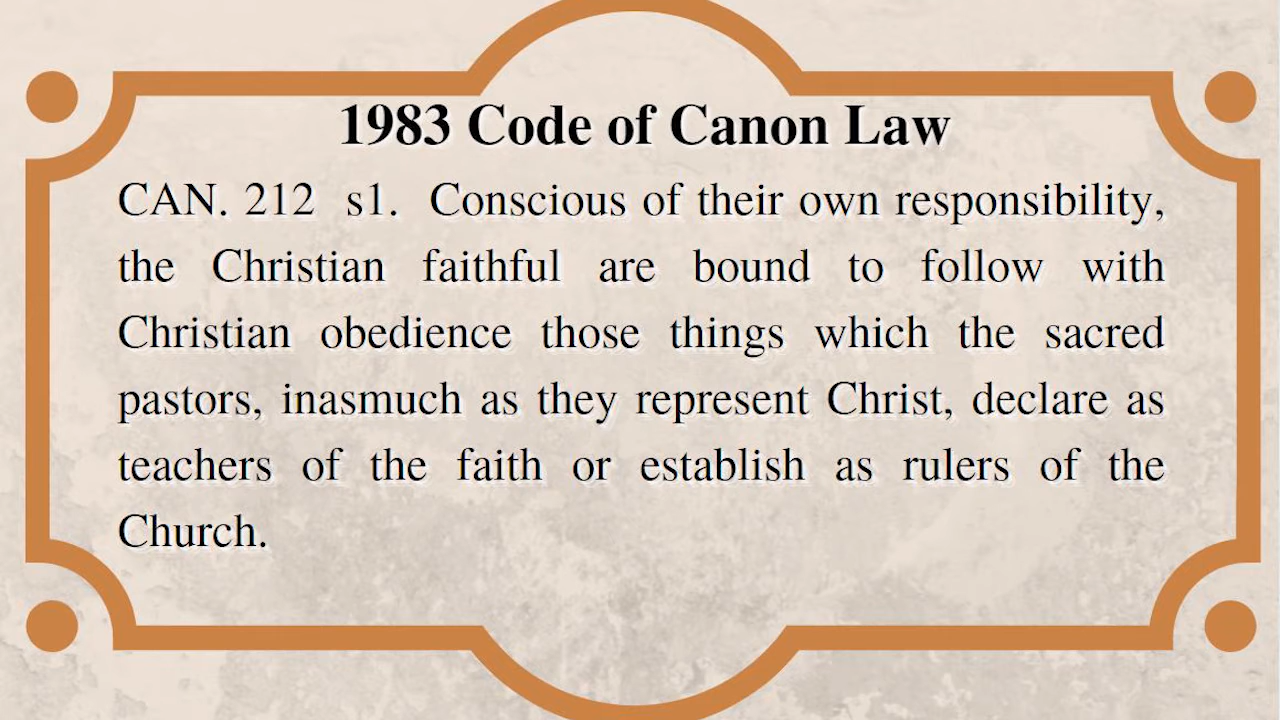 1983 Code of Canon Law
CAN. 212 s1. Conscious of their own responsibility,
the Christian faithful are bound to follow with
Christian obedience those things which the sacred
pastors, inasmuch as they represent Christ, declare as
teachers of the faith or establish as rulers of the
Church.